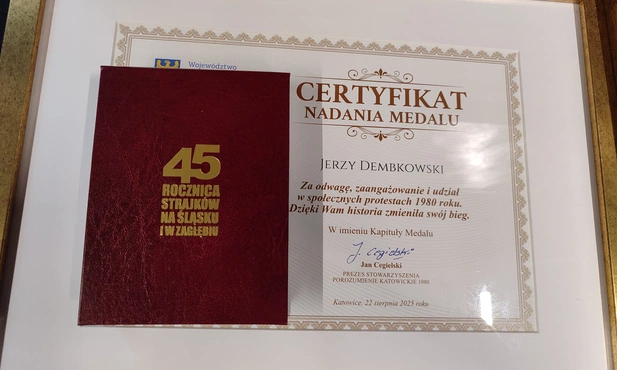 Województwo
CERTYFIKAT
NADANIA MEDALU
JERZY DEMBKOWSKI
Za odwagę, zaangażowanie i udział
w społecznych protestach 1980 roku.
Dzięki Wam historia zmieniła swój bieg.
W imieniu Kapituły Medalu
J. Cegielski
Jan Cegielski
PREZES STOWARZYSZENIA
POROZUMIENIE KATOWICKIE 1980
Katowice, 22 sierpnia 2025 roku
45
ROCZNICA
STRAJKÓW
NA ŚLĄSKU
I W ZAGŁĘBIU